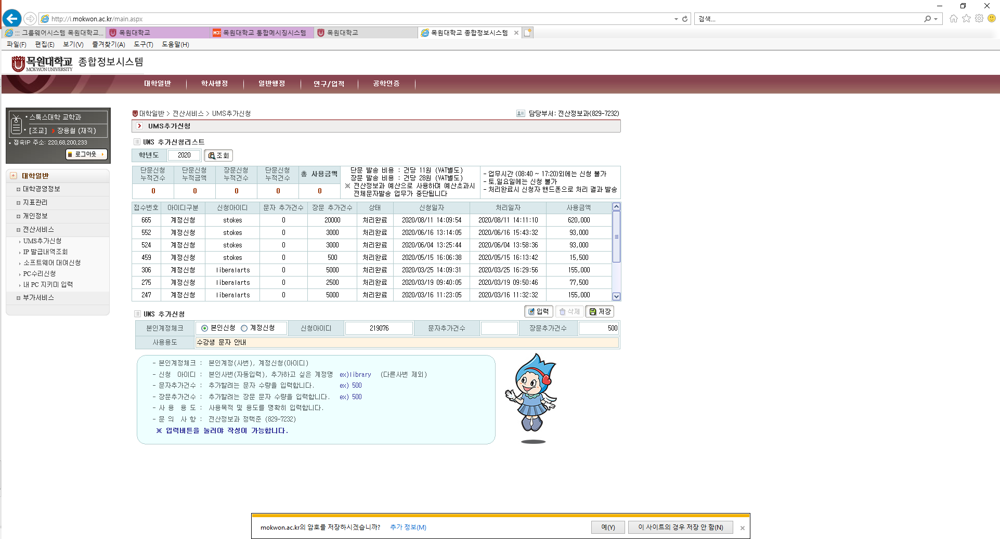 http://i.mokwon.ac.kr/main.aspx
검색...
::: 그룹웨어시스템 목원대학교...
목원대학교
목원대학교 통합메시징시스템
목원대학교
목원대학교 종합정보시스템
파일(F) 편집(E) 보기(V) 즐겨찾기(A) 도구(T) 도움말(H)
목원대학교 MOKWON UNIVERSITY 종합정보시스템
대학일반 학사행정 일반행정 연구/업적 공학인증
• 스톡스대학 교학과
• [조교] 장용철 (재직)
• 접속IP 주소: 220,68,200,233
로그아웃
대학일반
대학경영정보
지표관리
개인정보
전산서비스
UMS추가신청
IP 발급내역조회
소프트웨어 대여신청
PC수리신청
내 PC 지키미 입력
부가서비스
대학일반 > 전산서비스 > UMS추가신청
담당부서: 전산정보과(829-7232)
UMS추가신청
UMS 추가신청리스트
학년도 2020 조회
단문신청 누적건수 단문신청 누적금액 장문신청 누적건수 단문신청 누적건수 총 사용금액
0 0 0 0 0
단문 발송 비용 : 건당 11원 (VAT별도)
장문 발송 비용 : 건당 28원 (VAT별도)
※ 전산정보과 예산으로 사용하며 예산초과시
전체문자발송 업무가 중단됩니다
- 업무시간 (08:40 ~ 17:20)외에는 신청 불가
- 토,일요일에는 신청 불가
- 처리완료시 신청자 핸드폰으로 처리 결과 발송
접수번호 아이디구분 신청아이디 문자 추가건수 장문 추가건수 상태 신청일자 처리일자 사용금액
665 계정신청 stokes 0 20000 처리완료 2020/08/11 14:09:54 2020/08/11 14:11:10 620,000
552 계정신청 stokes 0 3000 처리완료 2020/06/16 13:14:05 2020/06/16 15:43:32 93,000
524 계정신청 stokes 0 3000 처리완료 2020/06/04 13:25:44 2020/06/04 13:58:36 93,000
459 계정신청 stokes 0 500 처리완료 2020/05/15 16:06:38 2020/05/15 16:13:42 15,500
306 계정신청 liberalarts 0 5000 처리완료 2020/03/25 14:09:31 2020/03/25 16:29:56 155,000
275 계정신청 liberalarts 0 2500 처리완료 2020/03/19 09:40:05 2020/03/19 09:50:46 77,500
247 계정신청 liberalarts 0 5000 처리완료 2020/03/16 11:23:05 2020/03/16 11:32:32 155,000
UMS 추가신청
입력 삭제 저장
본인계정체크 본인신청 계정신청 신청아이디 219076 문자추가건수 장문추가건수 500
사용용도 수강생 문자 안내
- 본인계정체크 : 본인계정(사번), 계정신청(아이디)
- 신청 아이디 : 본인사번(자동입력), 추가하고 싶은 계정명 ex)library (다른사번 제외)
- 문자추가건수 : 추가할려는 문자 수량을 입력합니다. ex) 500
- 장문추가건수 : 추가할려는 장문 문자 수량을 입력합니다. ex) 500
- 사 용 용 도 : 사용목적 및 용도를 명확히 입력합니다.
- 문 의 사 항 : 전산정보과 정택준 (829-7232)
※ 입력버튼을 눌러야 작성이 가능합니다.
mokwon.ac.kr의 암호를 저장하시겠습니까? 추가 정보(M) 예(Y) 이 사이트의 경우 저장 안 함(N)